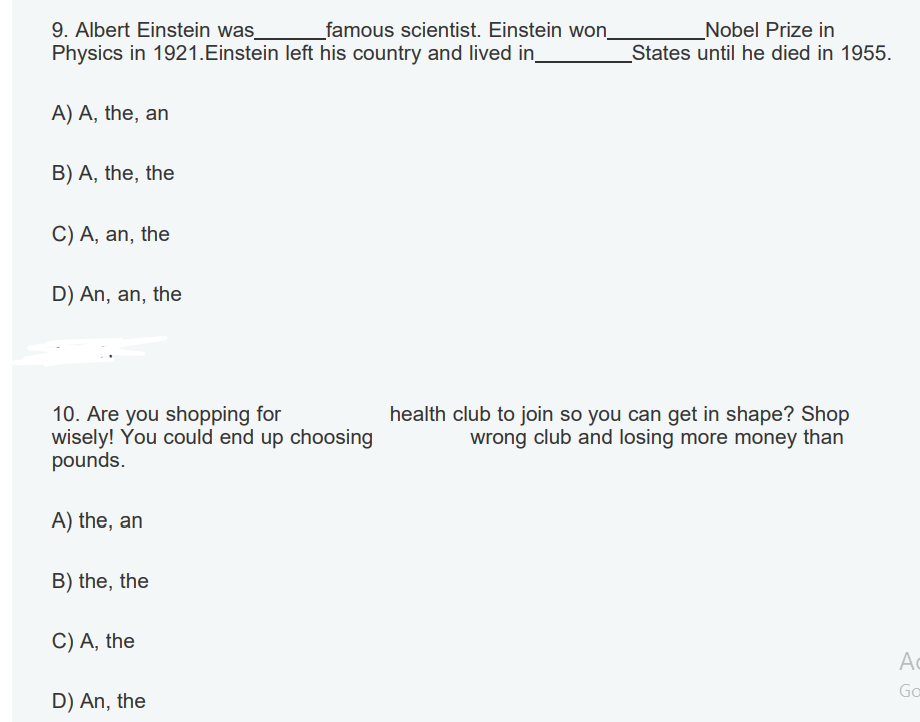 9. Albert Einstein was______famous scientist. Einstein won________Nobel Prize in
Physics in 1921.Einstein left his country and lived in________States until he died in 1955.
A) A, the, an
B) A, the, the
C) A, an, the
D) An, an, the
10. Are you shopping for health club to join so you can get in shape? Shop
wisely! You could end up choosing wrong club and losing more money than
pounds.
A) the, an
B) the, the
C) A, the
D) An, the